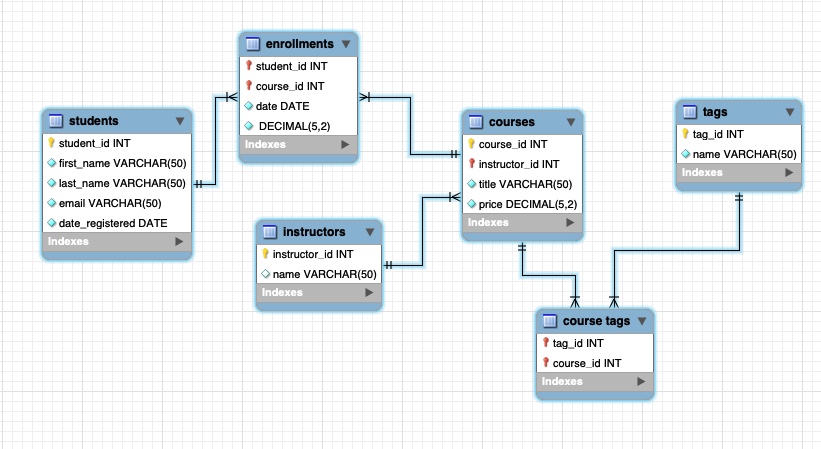 enrollments
student_id INT
course_id INT
date DATE
DECIMAL(5,2)
Indexes
students
student_id INT
first_name VARCHAR(50)
last_name VARCHAR(50)
email VARCHAR(50)
date_registered DATE
Indexes
courses
course_id INT
instructor_id INT
title VARCHAR(50)
price DECIMAL(5,2)
Indexes
tags
tag_id INT
name VARCHAR(50)
Indexes
instructors
instructor_id INT
name VARCHAR(50)
Indexes
course tags
tag_id INT
course_id INT
Indexes